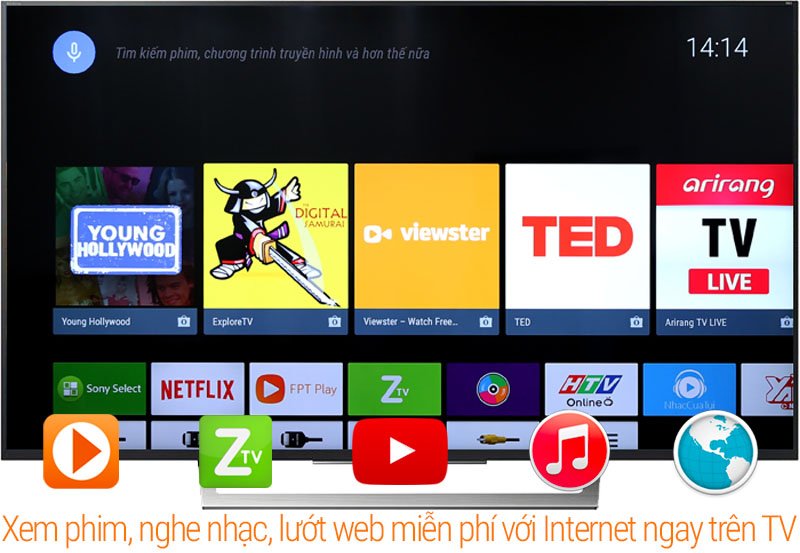 Tìm kiếm phim, chương trình truyền hình và hơn thế nữa
14:14
YOUNG
HOLLYWOOD
THE
DIGITAL
SAMURAI
viewster
TED
arirang
TV
LIVE
Young Hollywood
ExploreTV
Viewster – Watch Free...
TED
Arirang TV LIVE
Sony Select
NETFLIX
FPT Play
ZTV
HTV
Online
NhacCuaTui
ZTV
Xem phim, nghe nhạc, lướt web miễn phí với Internet ngay trên TV